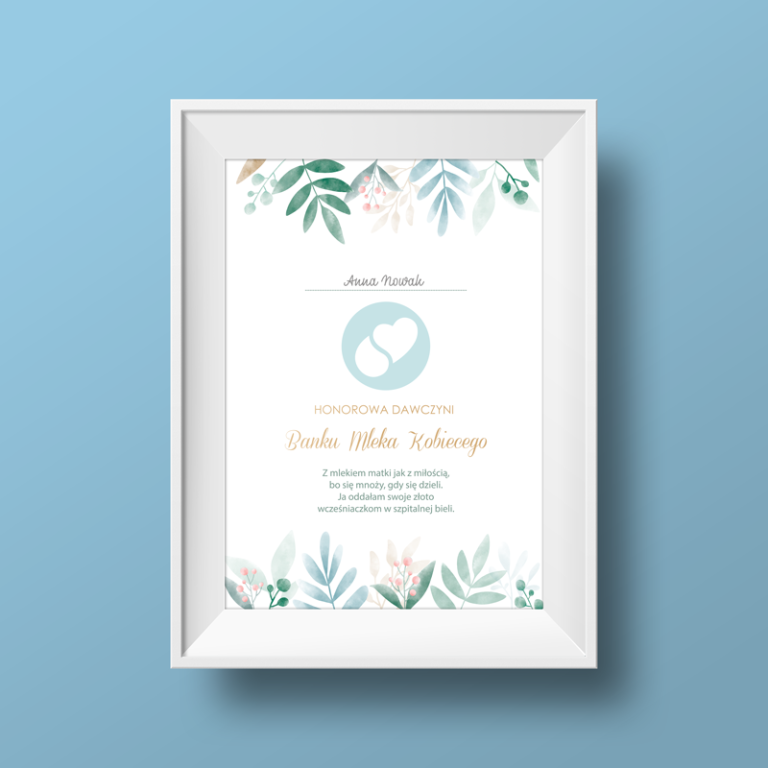 Anna Nowak
HONOROWA DAWCZYNI
Banku Mleka Kobiecego
Z mlekiem matki jak z miłością,
bo się mnoży, gdy się dzieli.
Ja oddałam swoje złoto
wcześniaczkom w szpitalnej bieli.